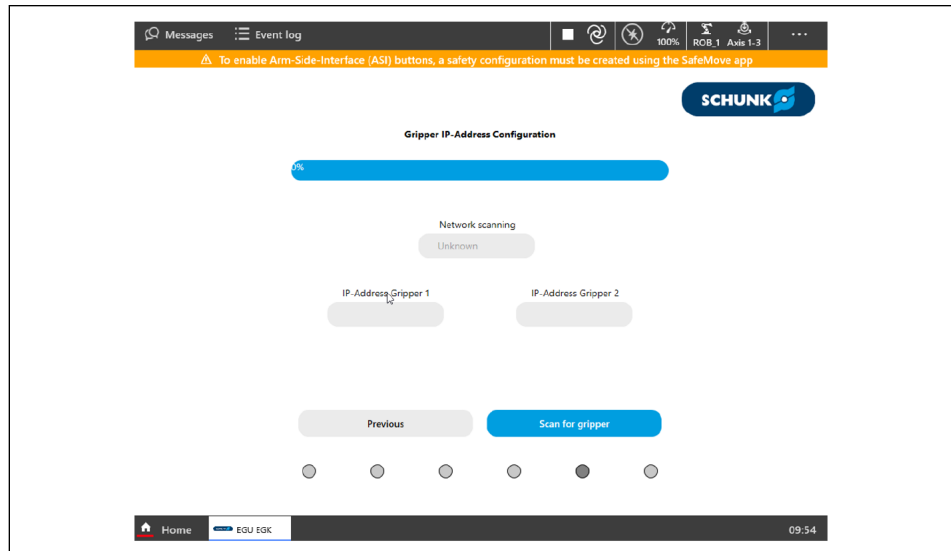 Messages
Event log
100%
ROB_1 Axis 1-3
...
To enable Arm-Side-Interface (ASI) buttons, a safety configuration must be created using the SafeMove app
SCHUNK
Gripper IP-Address Configuration
0%
Network scanning
Unknown
IP-Address Gripper 1
IP-Address Gripper 2
Previous
Scan for gripper
Home
EGU EGK
09:54